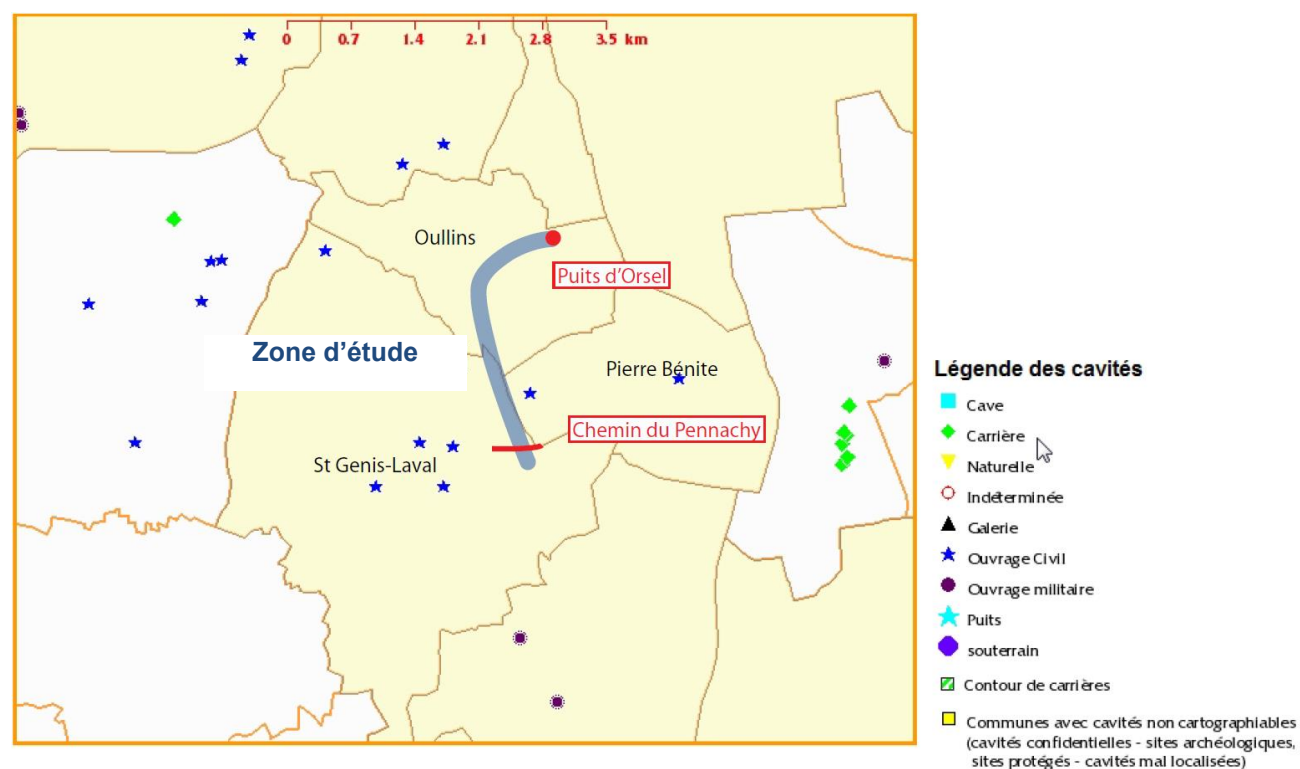 0 0.7 1.4 2.1 2.8 3.5 km
Oullins
Puits d'Orsel
Zone d'étude
Pierre Bénite
Chemin du Pennachy
St Genis-Laval
Légende des cavités
Cave
Carrière
Naturelle
Indéterminée
Galerie
Ouvrage Civil
Ouvrage militaire
Puits
souterrain
Contour de carrières
Communes avec cavités non cartographiables
(cavités confidentielles - sites archéologiques,
sites protégés - cavités mal localisées)